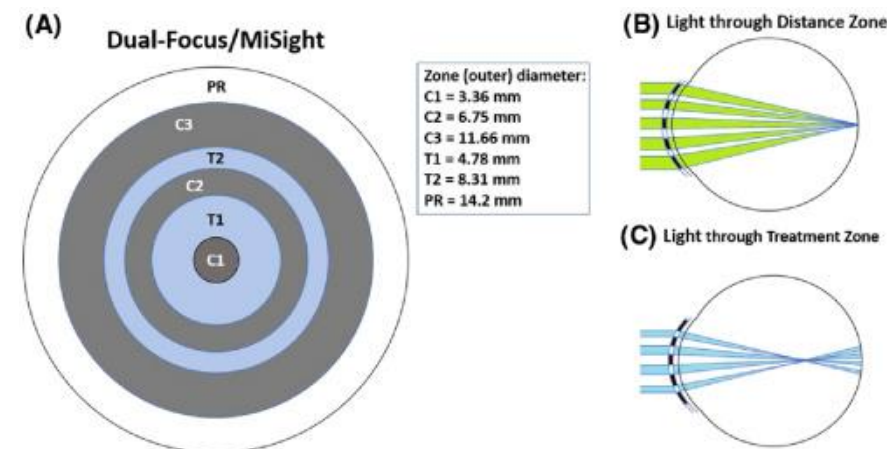 (A)
Dual-Focus/MiSight
PR
C3
T2
C2
T1
C1
Zone (outer) diameter:
C1 = 3.36 mm
C2 = 6.75 mm
C3 = 11.66 mm
T1 = 4.78 mm
T2 = 8.31 mm
PR = 14.2 mm
(B) Light through Distance Zone
(C) Light through Treatment Zone